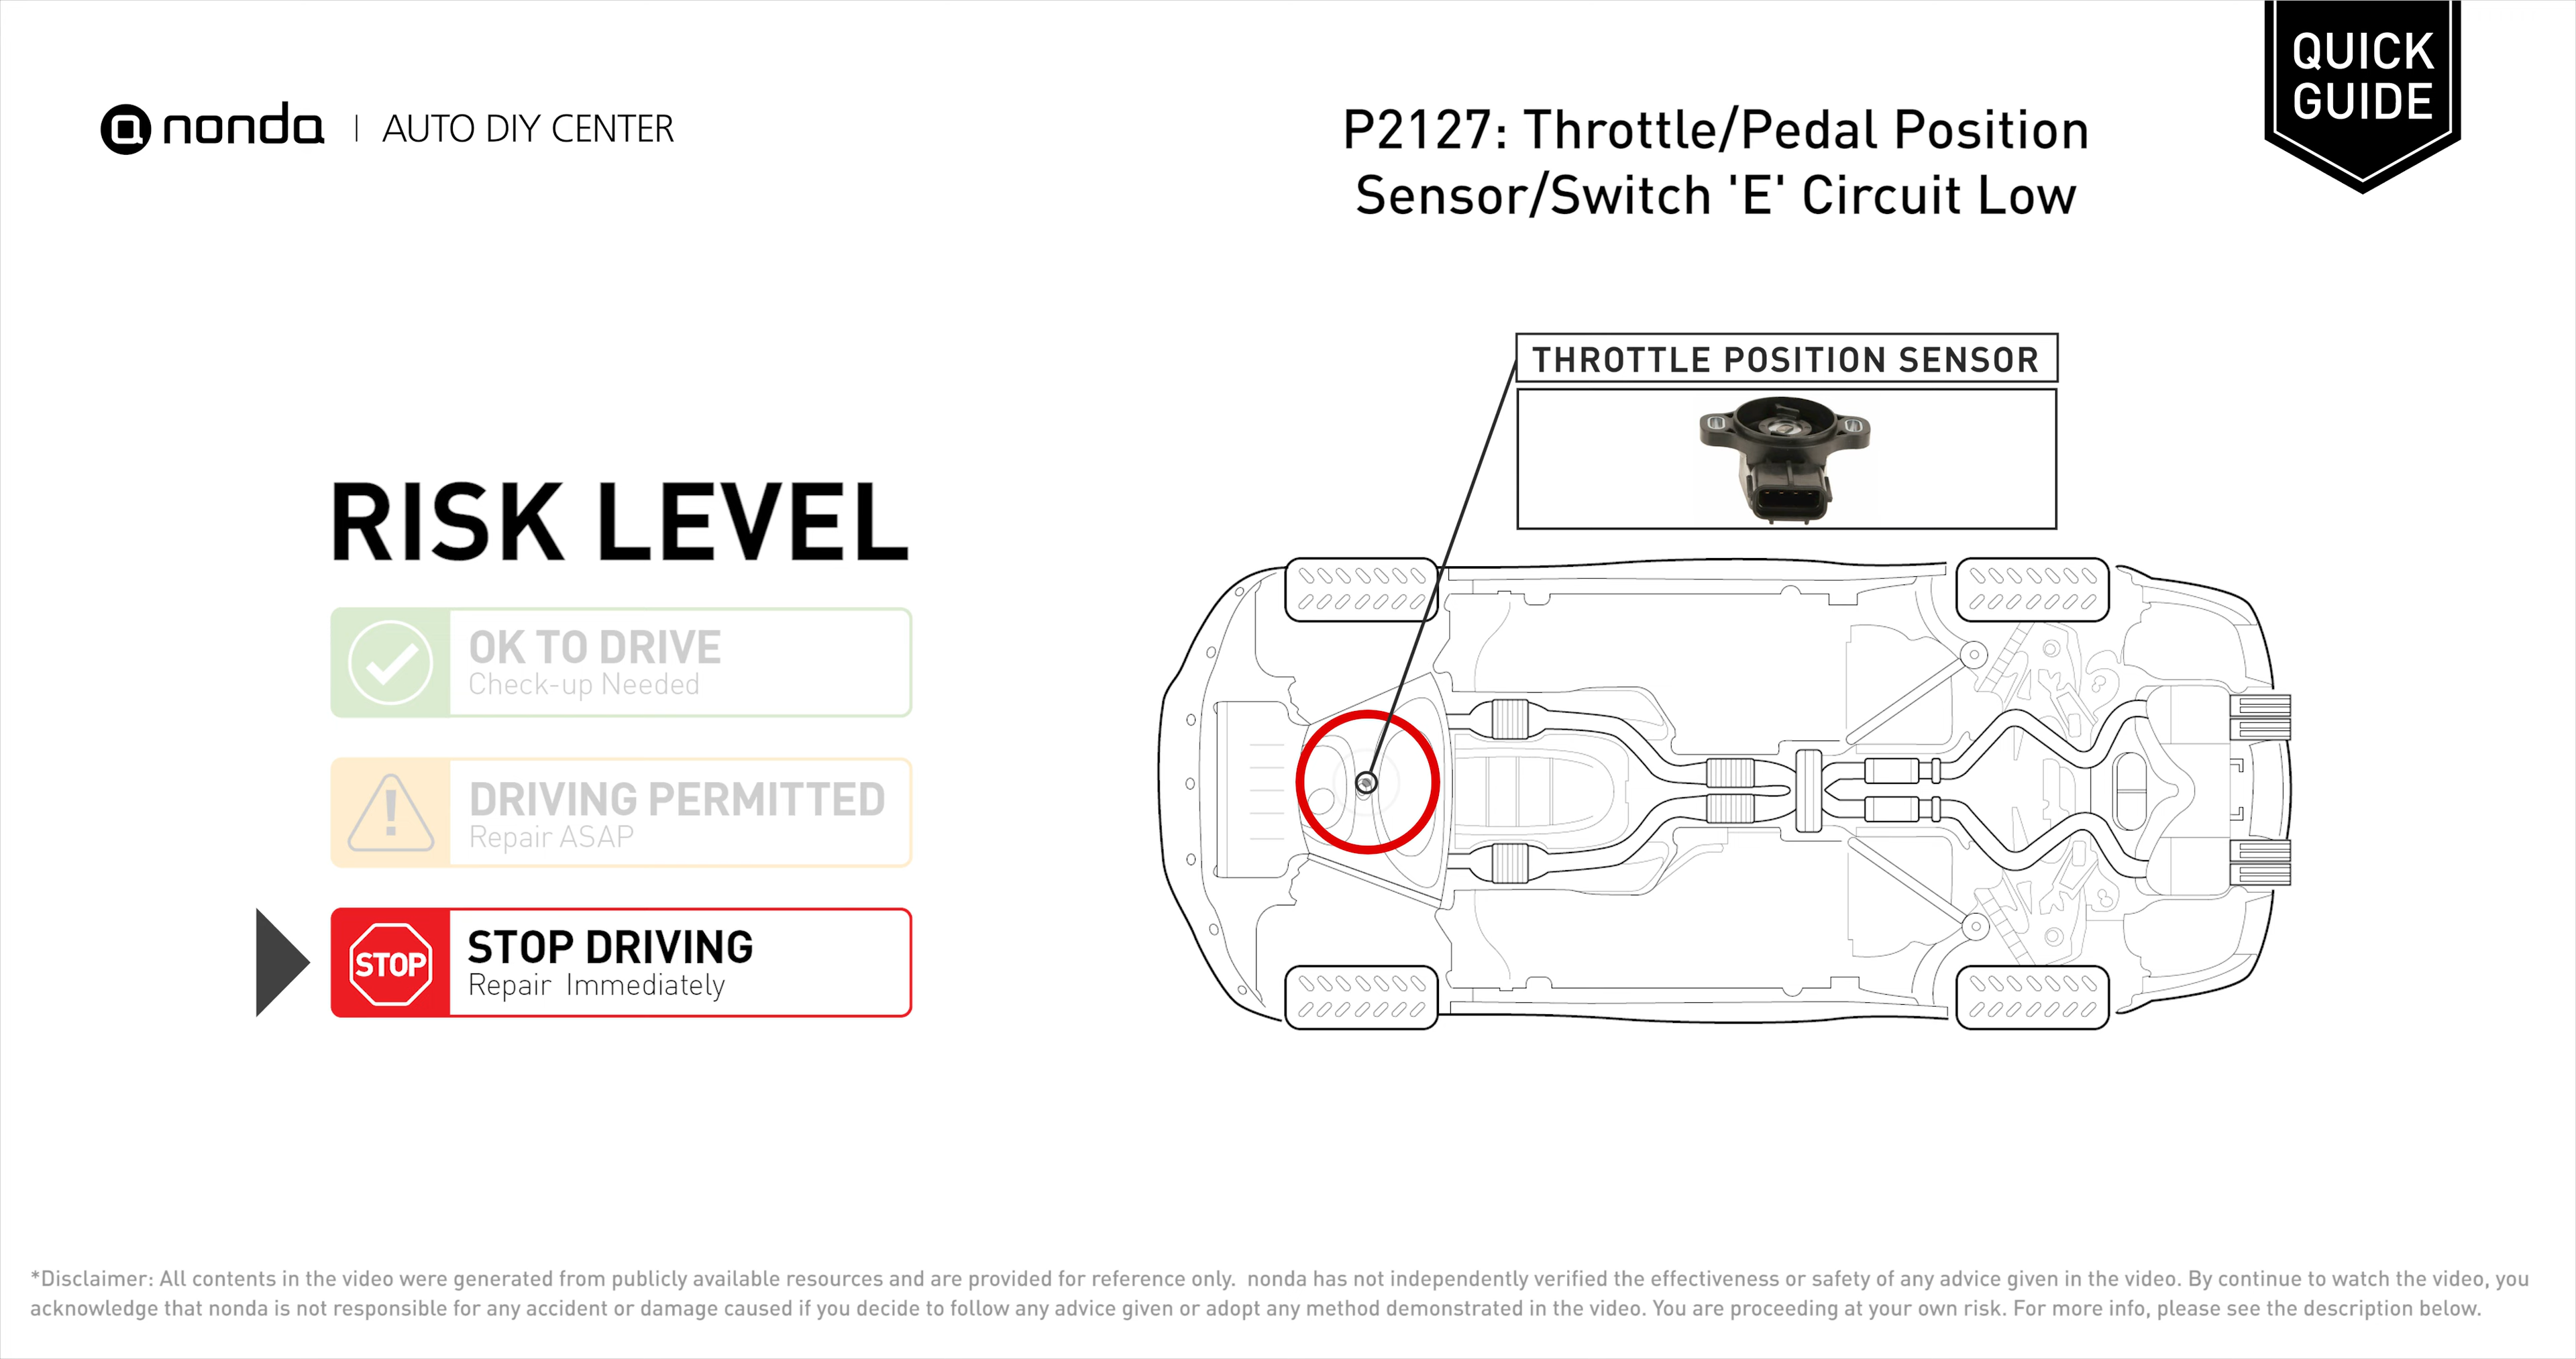 nonda | AUTO DIY CENTER
QUICK
GUIDE
P2127: Throttle/Pedal Position
Sensor/Switch 'E' Circuit Low
THROTTLE POSITION SENSOR
RISK LEVEL
OK TO DRIVE
Check-up Needed
DRIVING PERMITTED
Repair ASAP
STOP
STOP DRIVING
Repair Immediately
*Disclaimer: All contents in the video were generated from publicly available resources and are provided for reference only. nonda has not independently verified the effectiveness or safety of any advice given in the video. By continue to watch the video, you
acknowledge that nonda is not responsible for any accident or damage caused if you decide to follow any advice given or adopt any method demonstrated in the video. You are proceeding at your own risk. For more info, please see the description below.